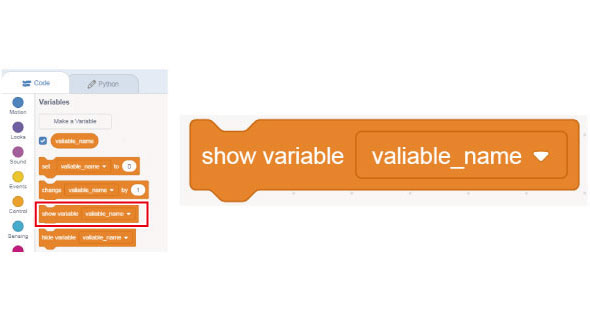 Code
Python
Motion
Looks
Sound
Events
Control
Sensing
Variables
Make a Variable
valiable_name
set valiable_name to 0
change valiable_name by 1
show variable valiable_name
hide variable valiable_name
show variable valiable_name